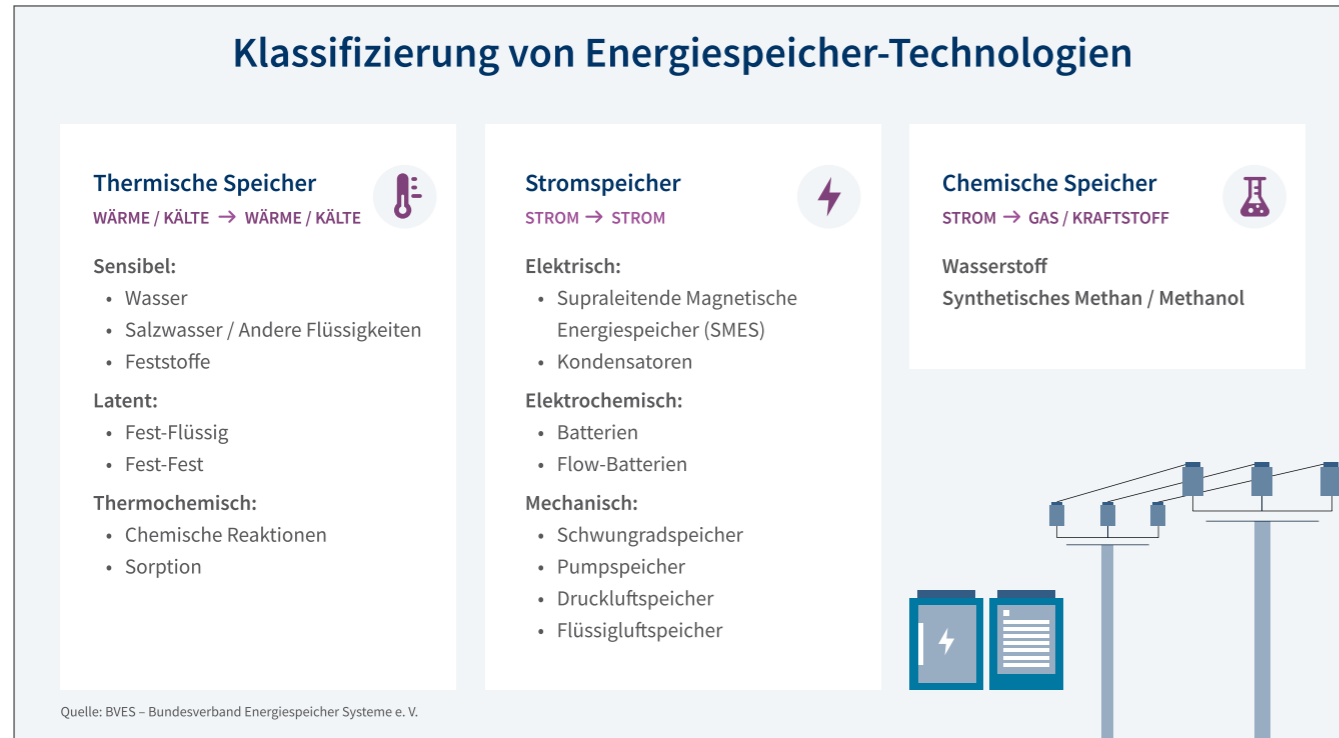 Klassifizierung von Energiespeicher-Technologien
Thermische Speicher
WÄRME / KÄLTE → WÄRME / KÄLTE
Sensibel:
• Wasser
• Salzwasser / Andere Flüssigkeiten
• Feststoffe
Latent:
• Fest-Flüssig
• Fest-Fest
Thermochemisch:
• Chemische Reaktionen
• Sorption
Stromspeicher
STROM → STROM
Elektrisch:
• Supraleitende Magnetische
Energiespeicher (SMES)
• Kondensatoren
Elektrochemisch:
• Batterien
• Flow-Batterien
Mechanisch:
• Schwungradspeicher
• Pumpspeicher
• Druckluftspeicher
• Flüssigluftspeicher
Chemische Speicher
STROM → GAS / KRAFTSTOFF
Wasserstoff
Synthetisches Methan / Methanol
Quelle: BVES – Bundesverband Energiespeicher Systeme e. V.